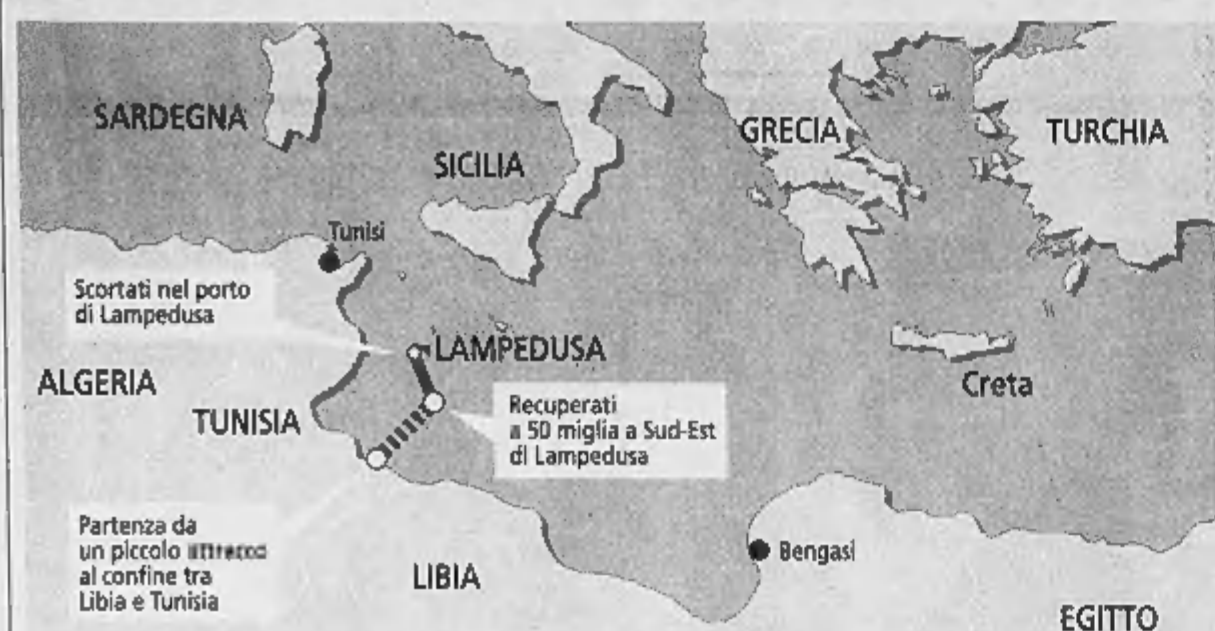 SARDEGNA
SICILIA
GRECIA
TURCHIA
Tunisi
Scortati nel porto
di Lampedusa
LAMPEDUSA
ALGERIA
TUNISIA
Creta
Recuperati
a 50 miglia a Sud-Est
di Lampedusa
Partenza da
un piccolo
al confine tra
Libia e Tunisia
LIBIA
Bengasi
EGITTO